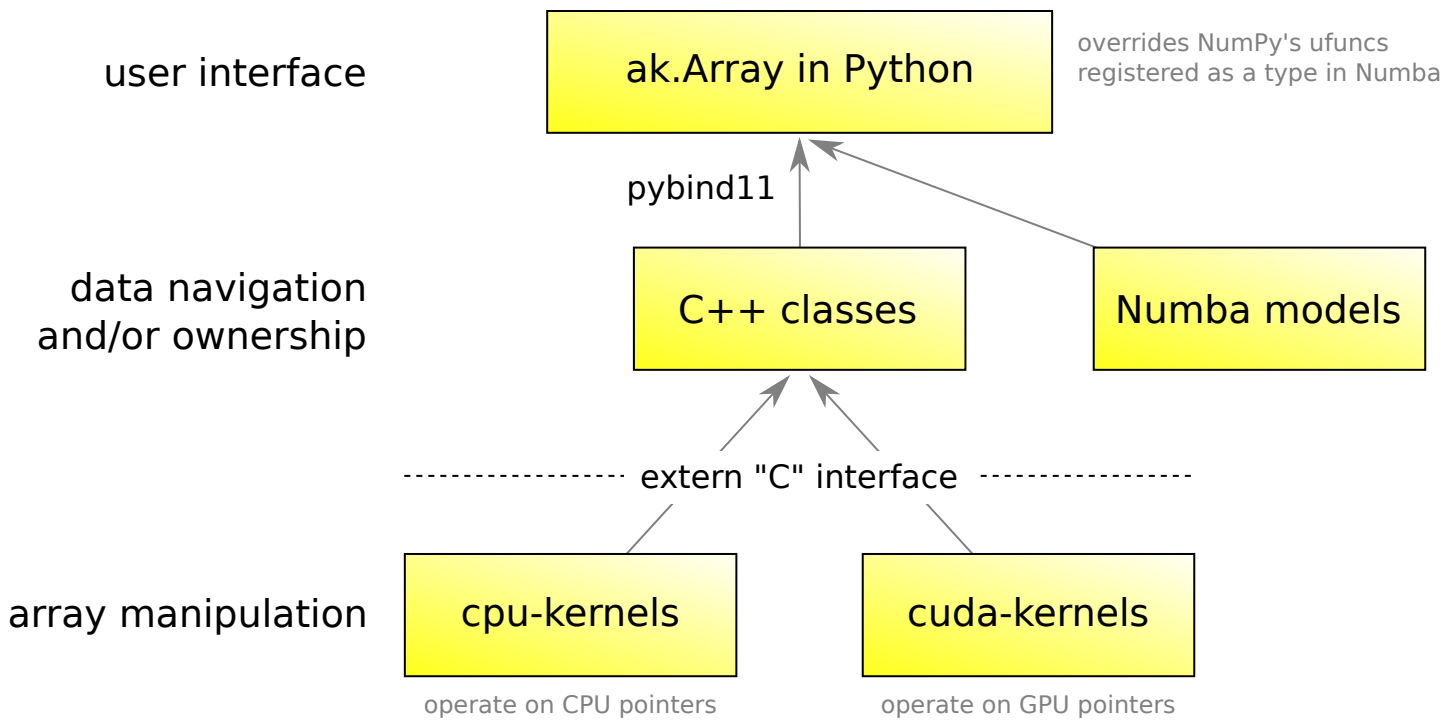 user interface
ak.Array in Python
overrides NumPy's ufuncs
registered as a type in Numba
pybind11
data navigation
and/or ownership
C++ classes
Numba models
extern "C" interface
array manipulation
cpu-kernels
cuda-kernels
operate on CPU pointers
operate on GPU pointers